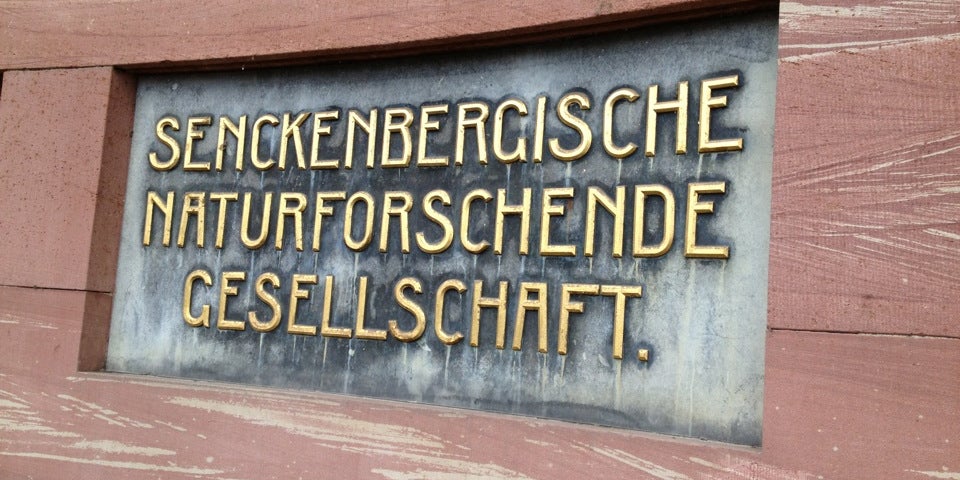 SENCKENBERGISCHE
NATURFORSCHENDE
GESELLSCHAFT.